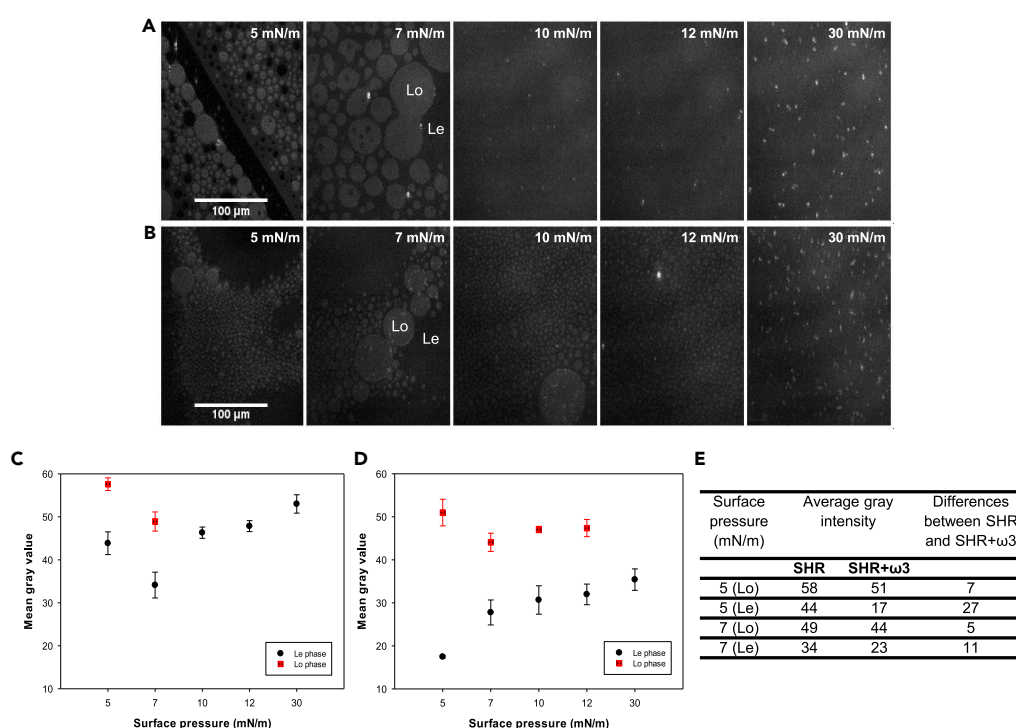 A
5 mN/m
7 mN/m
10 mN/m
12 mN/m
30 mN/m
Lo
Le
100 µm
B
5 mN/m
7 mN/m
10 mN/m
12 mN/m
30 mN/m
Lo
Le
100 µm
C
60
50
40
30
20
10
Mean gray value
5
7
10
12
30
Surface pressure (mN/m)
Le phase
Lo phase
D
60
50
40
30
20
10
Mean gray value
5
7
10
12
30
Surface pressure (mN/m)
Le phase
Lo phase
E
Surface pressure (mN/m)
Average gray intensity
Differences between SHR and SHR+ω3
SHR SHR+ω3
5 (Lo) 58 51 7
5 (Le) 44 17 27
7 (Lo) 49 44 5
7 (Le) 34 23 11